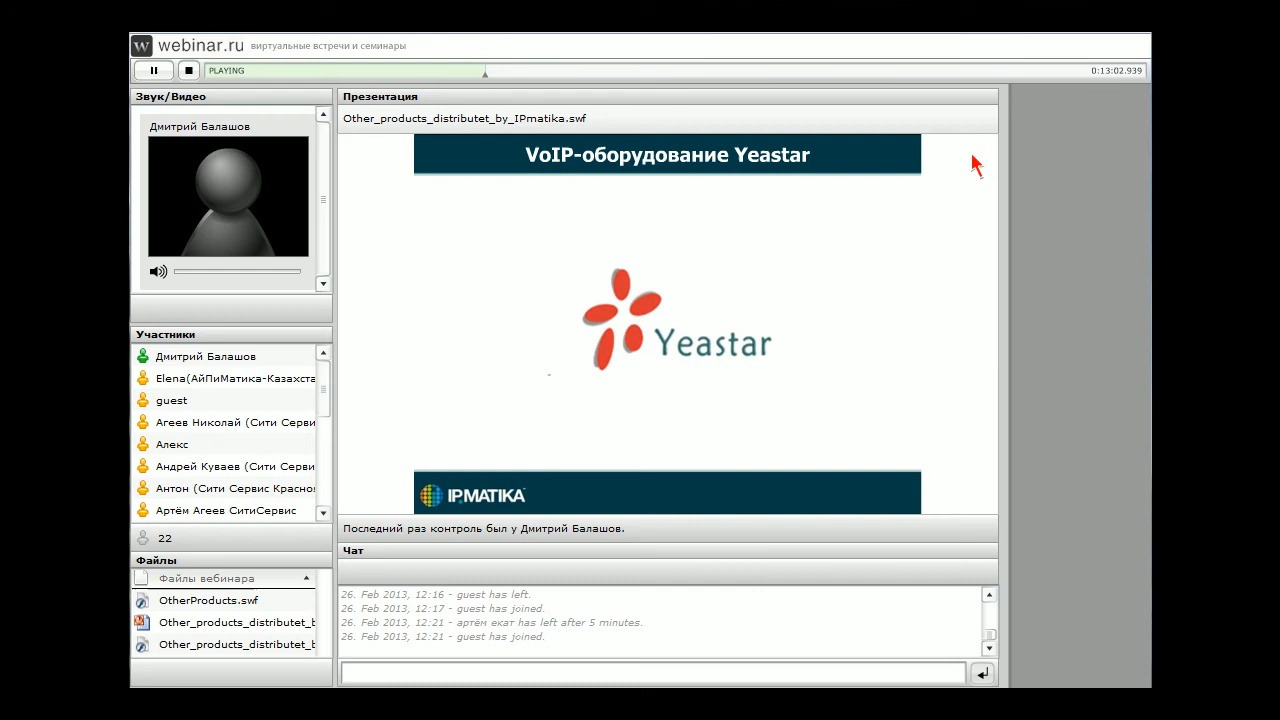 webinar.ru виртуальные встречи и семинары
PLAYING 0:13:02.939
Звук/Видео
Дмитрий Балашов
Участники
Дмитрий Балашов
Elena(АйПиМатика-Казахста
guest
Агеев Николай (Сити Серви
Алекс
Андрей Куваев (Сити Серви
Антон (Сити Сервис Красно
Артём Агеев СитиСервис
22
Файлы
Файлы вебинара
OtherProducts.swf
Other_products_distributet_b
Other_products_distributet_b
Презентация
Other_products_distributet_by_IPmatika.swf
VoIP-оборудование Yeastar
Yeastar
IPMATIKA
Последний раз контроль был у Дмитрий Балашов.
Чат
26. Feb 2013, 12:16 - guest has left.
26. Feb 2013, 12:17 - guest has joined.
26. Feb 2013, 12:21 - артём екат has left after 5 minutes.
26. Feb 2013, 12:21 - guest has joined.